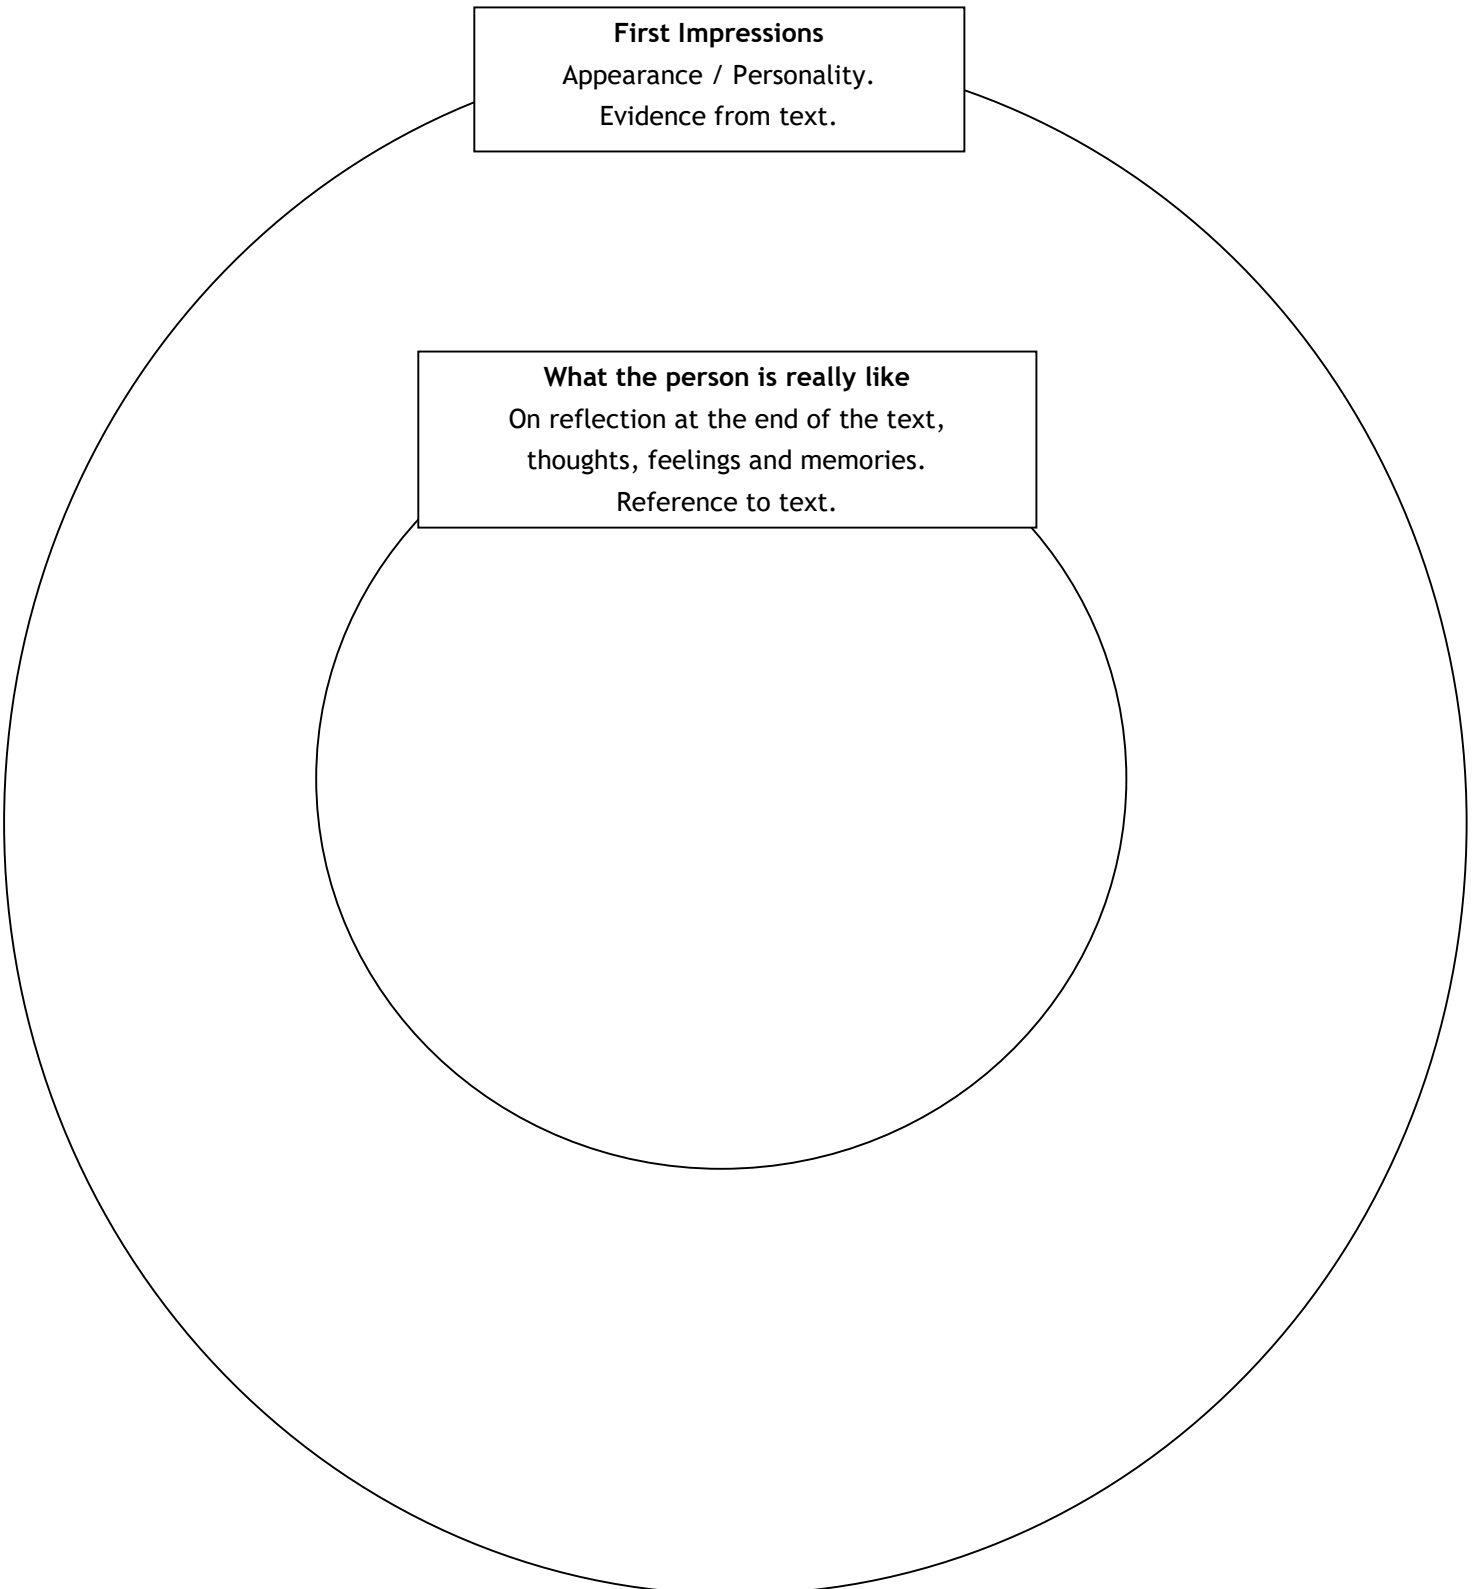 First Impressions
Appearance / Personality.
Evidence from text.
What the person is really like
On reflection at the end of the text,
thoughts, feelings and memories.
Reference to text.